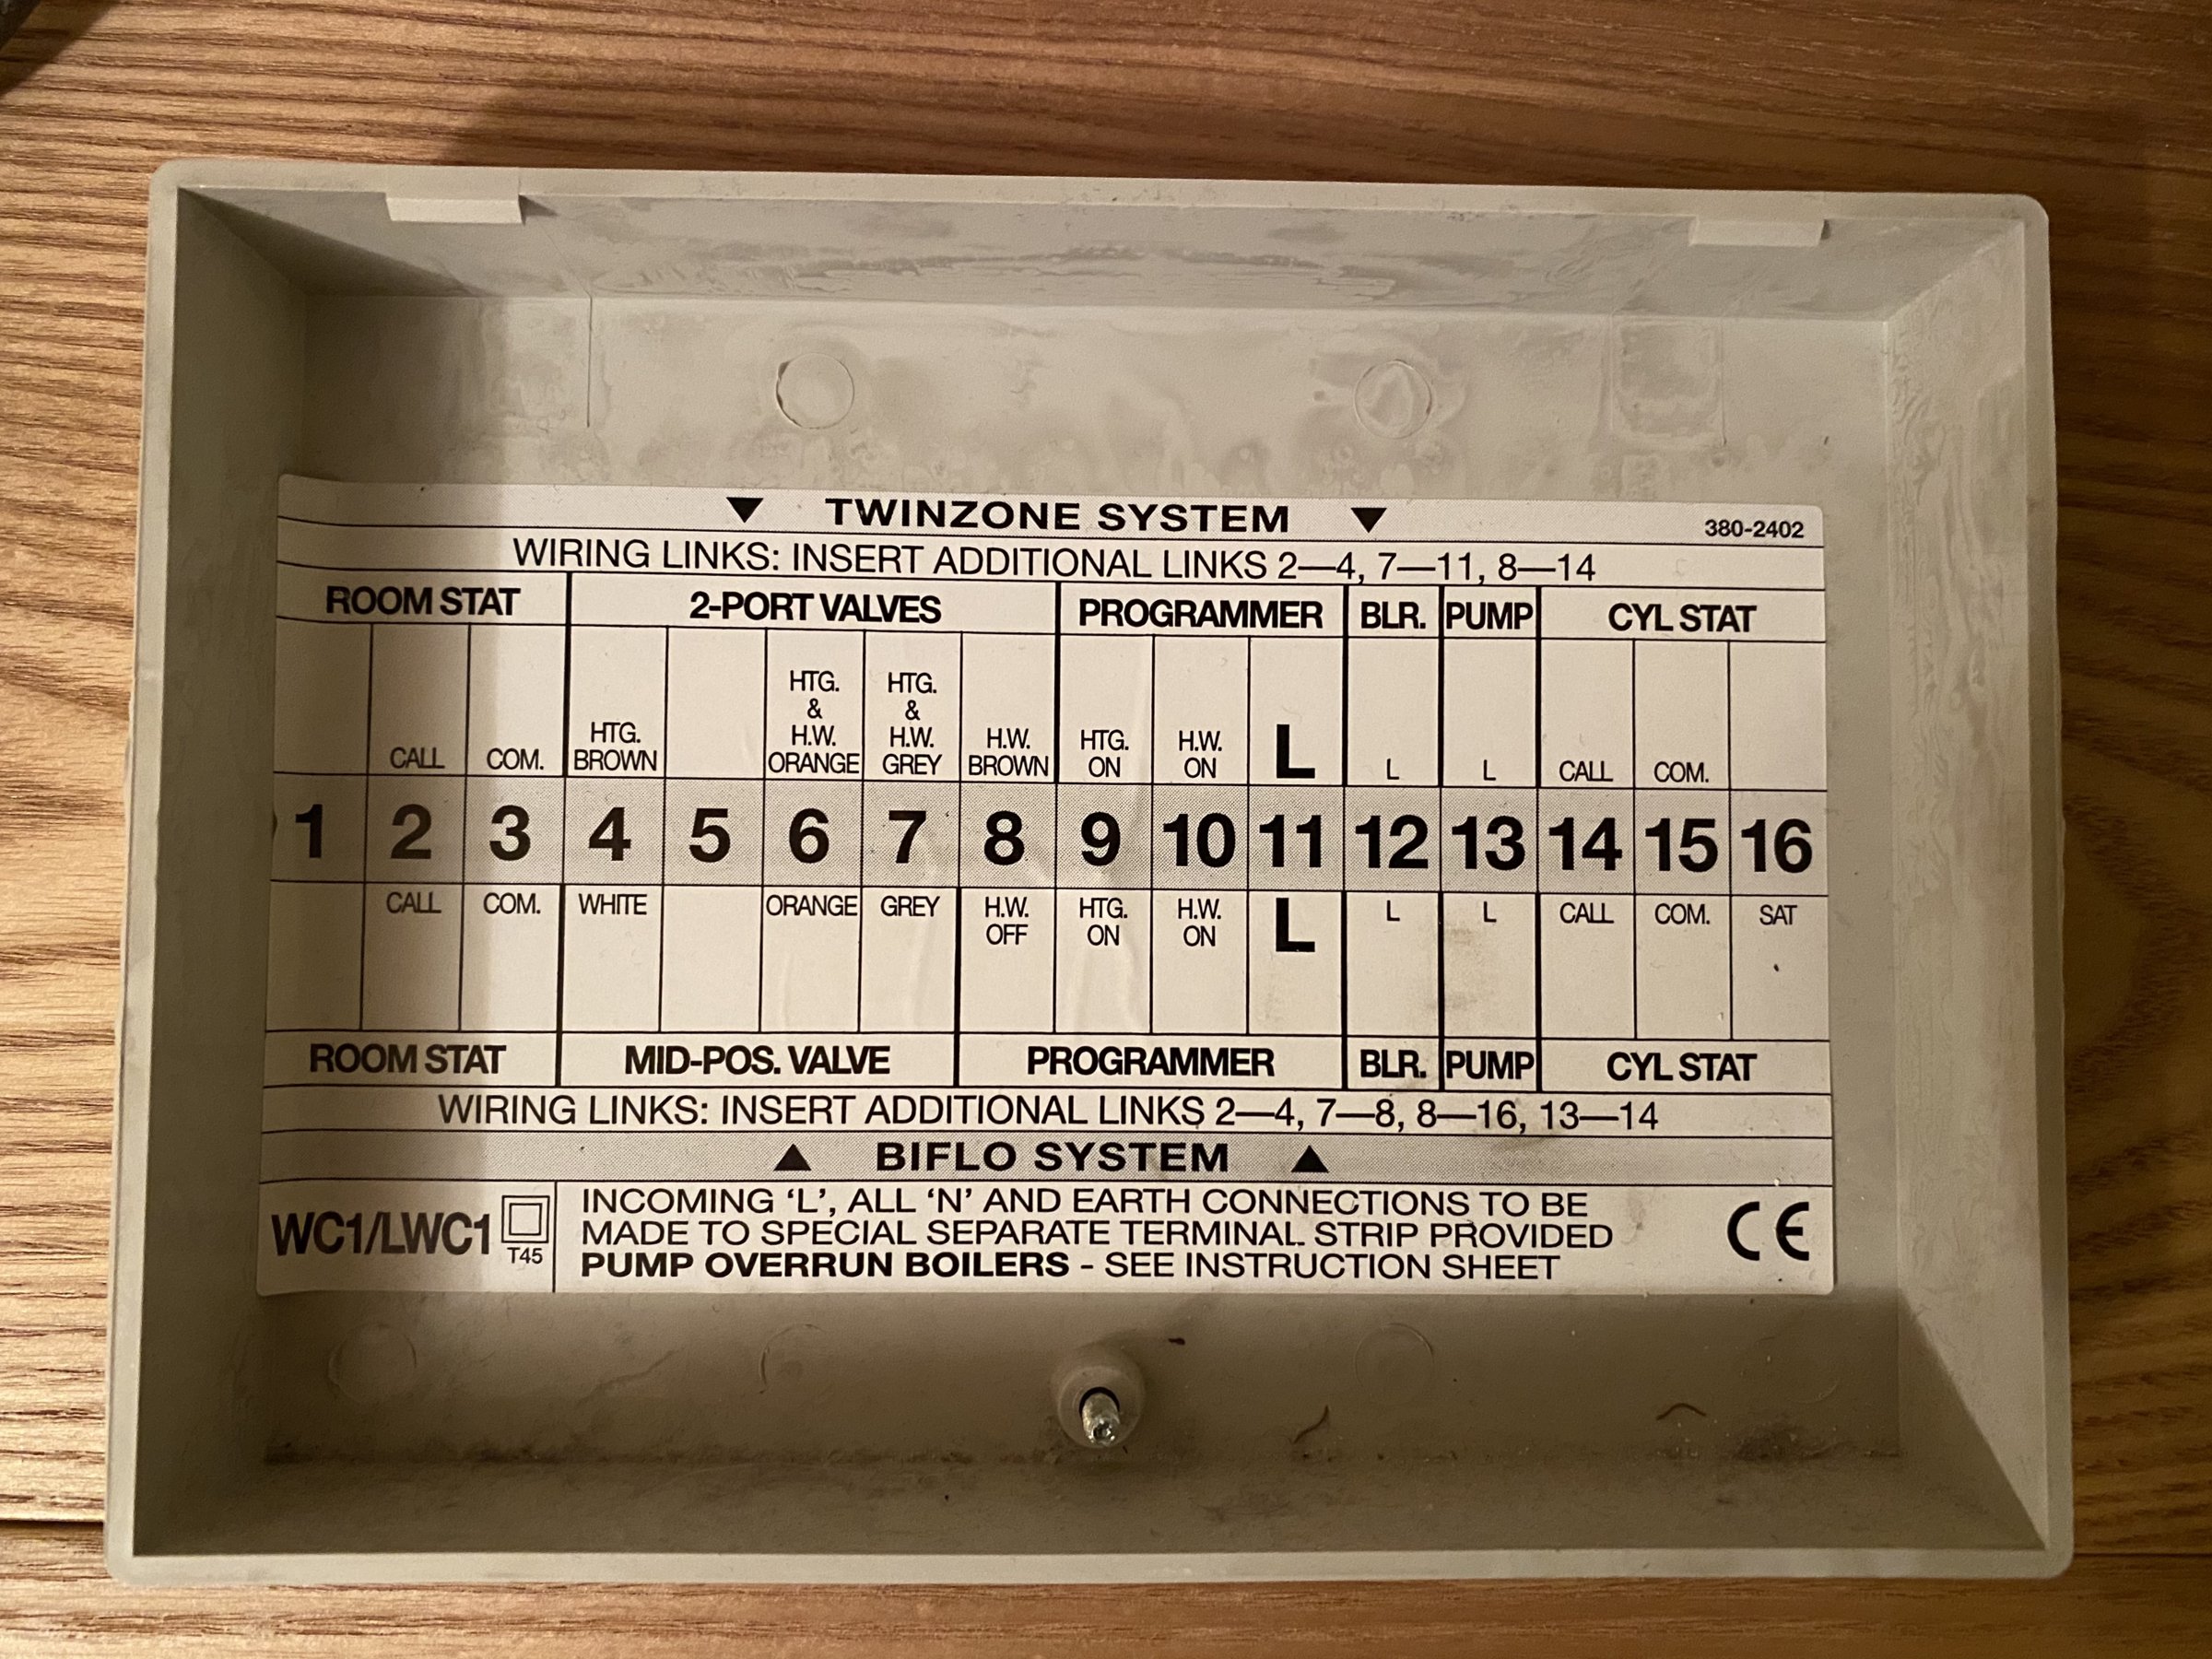 ▼ TWINZONE SYSTEM ▼ 380-2402
WIRING LINKS: INSERT ADDITIONAL LINKS 2—4, 7—11, 8—14
ROOM STAT 2-PORT VALVES PROGRAMMER BLR. PUMP CYL STAT
CALL COM. HTG. BROWN HTG. & H.W. ORANGE HTG. & H.W. GREY H.W. BROWN HTG. ON H.W. ON L L L CALL COM.
1 2 3 4 5 6 7 8 9 10 11 12 13 14 15 16
CALL COM. WHITE ORANGE GREY H.W. OFF HTG. ON H.W. ON L L L CALL COM. SAT
ROOM STAT MID-POS. VALVE PROGRAMMER BLR. PUMP CYL STAT
WIRING LINKS: INSERT ADDITIONAL LINKS 2—4, 7—8, 8—16, 13—14
▲ BIFLO SYSTEM ▲
WC1/LWC1 T45
INCOMING ‘L’, ALL ‘N’ AND EARTH CONNECTIONS TO BE
MADE TO SPECIAL SEPARATE TERMINAL STRIP PROVIDED
PUMP OVERRUN BOILERS - SEE INSTRUCTION SHEET
CE